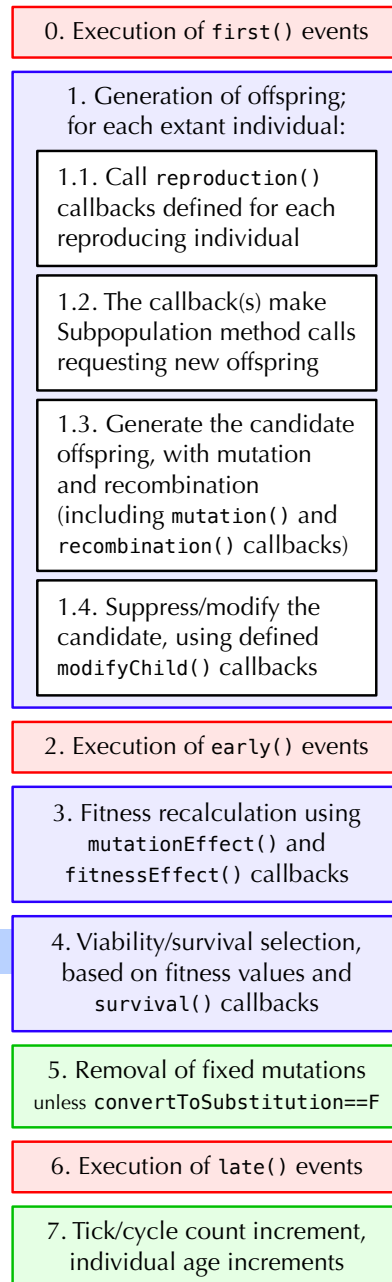 0. Execution of first() events
1. Generation of offspring;
for each extant individual:
1.1. Call reproduction()
callbacks defined for each
reproducing individual
1.2. The callback(s) make
Subpopulation method calls
requesting new offspring
1.3. Generate the candidate
offspring, with mutation
and recombination
(including mutation() and
recombination() callbacks)
1.4. Suppress/modify the
candidate, using defined
modifyChild() callbacks
2. Execution of early() events
3. Fitness recalculation using
mutationEffect() and
fitnessEffect() callbacks
4. Viability/survival selection,
based on fitness values and
survival() callbacks
5. Removal of fixed mutations
unless convertToSubstitution==F
6. Execution of late() events
7. Tick/cycle count increment,
individual age increments